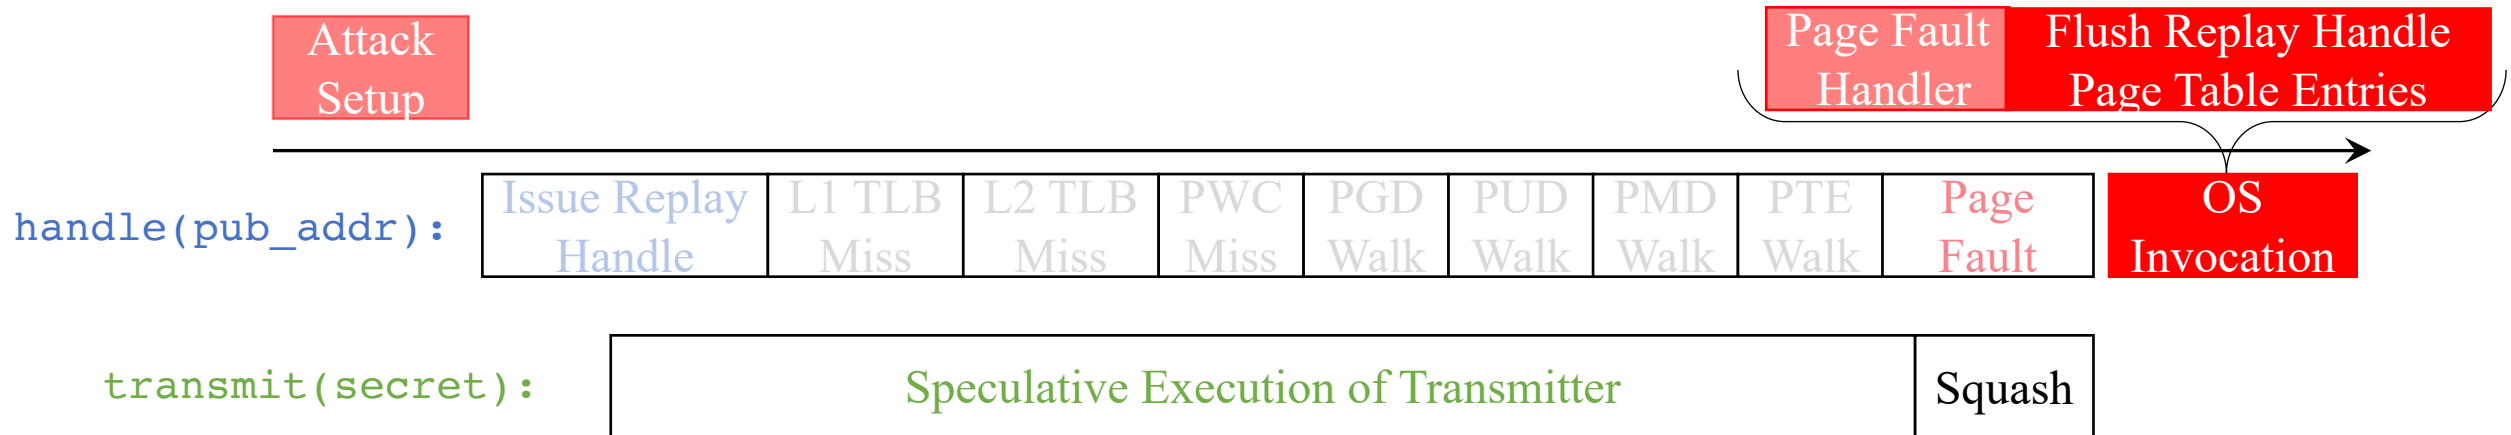 Attack
Setup
Page Fault
Handler
Flush Replay Handle
Page Table Entries
handle(pub_addr):
Issue Replay
Handle
L1 TLB
Miss
L2 TLB
Miss
PWC
Miss
PGD
Walk
PUD
Walk
PMD
Walk
PTE
Walk
Page
Fault
OS
Invocation
transmit(secret):
Speculative Execution of Transmitter
Squash